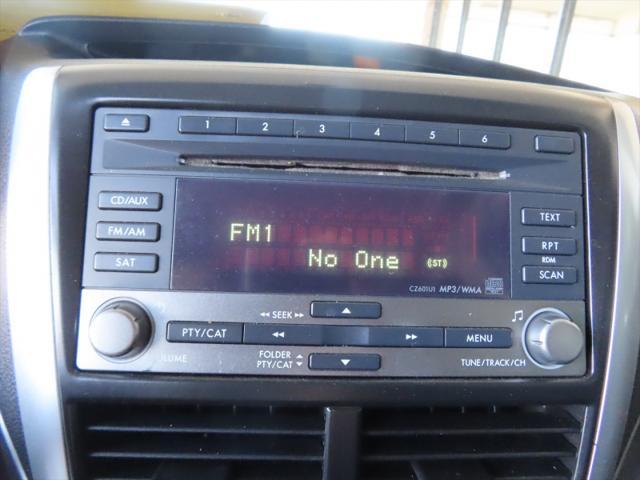 1 2 3 4 5 6
CD/AUX
FM/AM
SAT
FM1
No One (ST)
CZ601U1 MP3/WMA
TEXT
RPT
RDM
SCAN
SEEK
PTY/CAT
MENU
FOLDER
PTY/CAT
TUNE/TRACK/CH